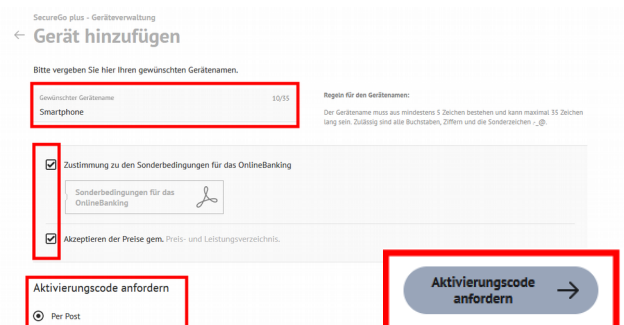 SecureGo plus - Geräteverwaltung
Gerät hinzufügen
Bitte vergeben Sie hier Ihren gewünschten Gerätenamen.
Gewünschter Gerätename 10/35
Smartphone
Regeln für den Gerätenamen:
Der Gerätename muss aus mindestens 5 Zeichen bestehen und kann maximal 35 Zeichen
lang sein. Zulässig sind alle Buchstaben, Ziffern und die Sonderzeichen -_@.
Zustimmung zu den Sonderbedingungen für das OnlineBanking
Sonderbedingungen für das
OnlineBanking
Akzeptieren der Preise gem. Preis- und Leistungsverzeichnis.
Aktivierungscode anfordern
Per Post
Aktivierungscode
anfordern